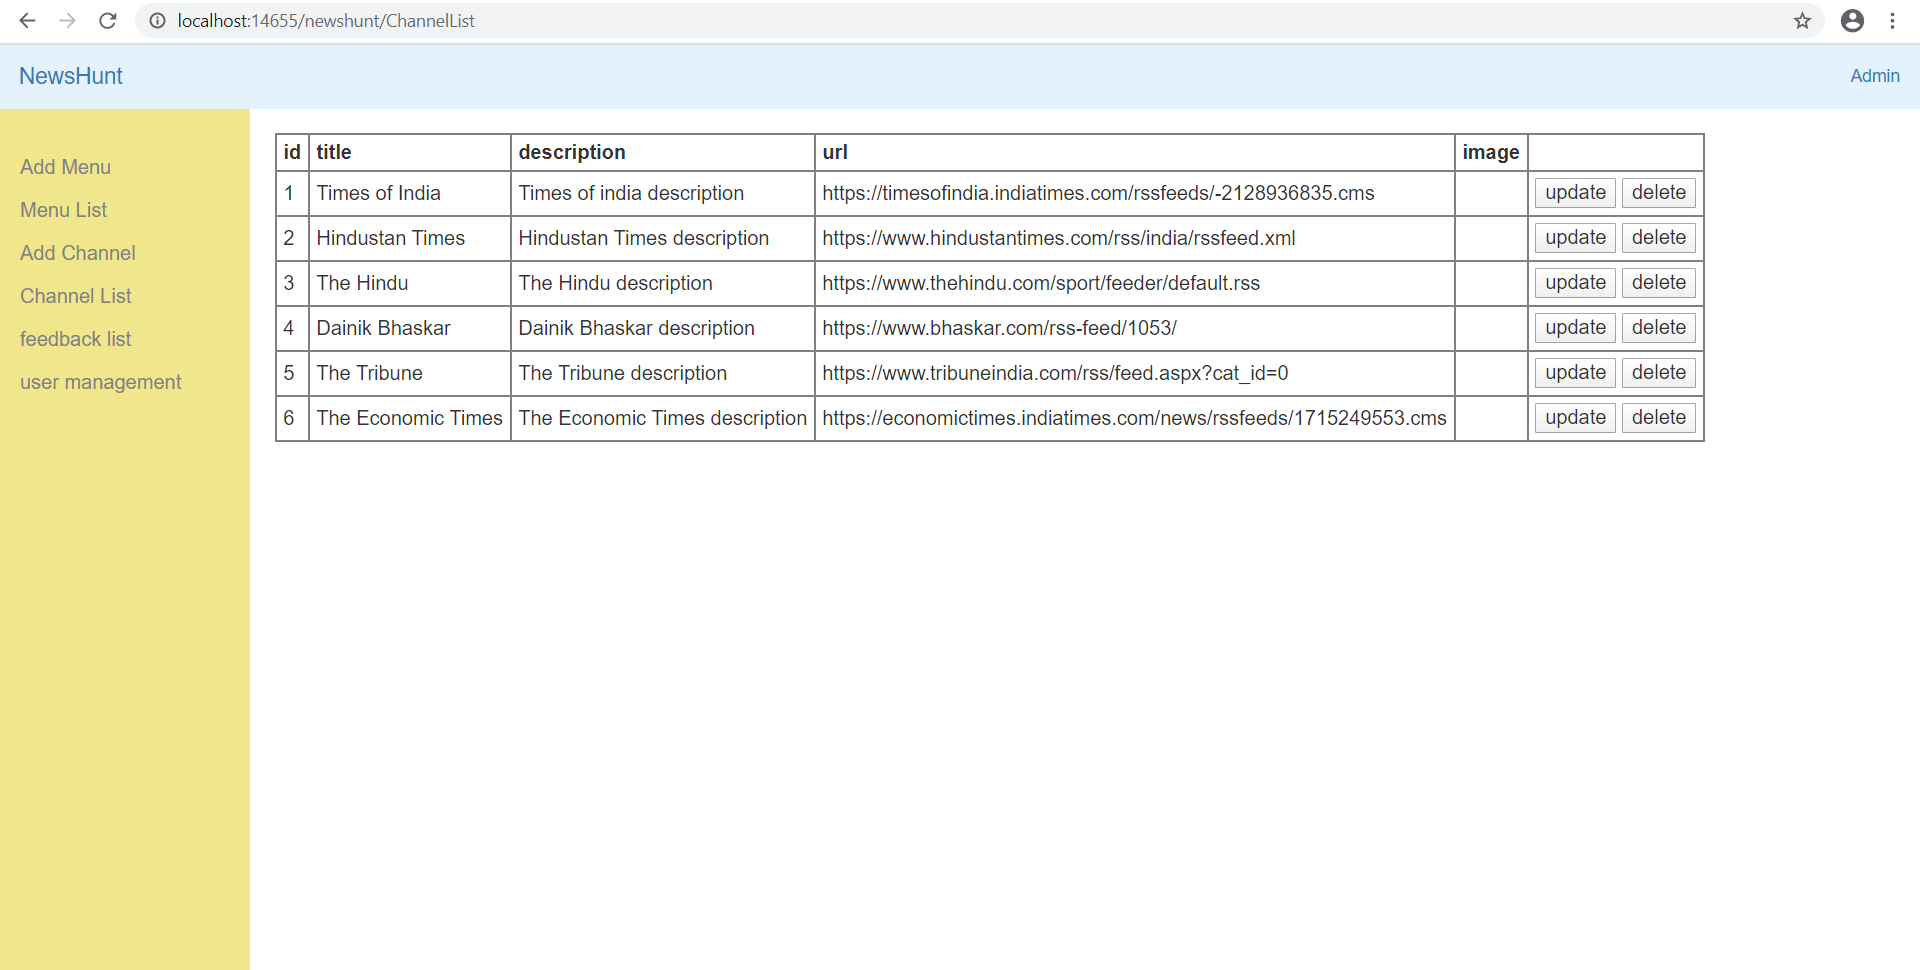 localhost:14655/newshunt/ChannelList
NewsHunt Admin
Add Menu
Menu List
Add Channel
Channel List
feedback list
user management
id title description url image
1 Times of India Times of india description https://timesofindia.indiatimes.com/rssfeeds/-2128936835.cms update delete
2 Hindustan Times Hindustan Times description https://www.hindustantimes.com/rss/india/rssfeed.xml update delete
3 The Hindu The Hindu description https://www.thehindu.com/sport/feeder/default.rss update delete
4 Dainik Bhaskar Dainik Bhaskar description https://www.bhaskar.com/rss-feed/1053/ update delete
5 The Tribune The Tribune description https://www.tribuneindia.com/rss/feed.aspx?cat_id=0 update delete
6 The Economic Times The Economic Times description https://economictimes.indiatimes.com/news/rssfeeds/1715249553.cms update delete